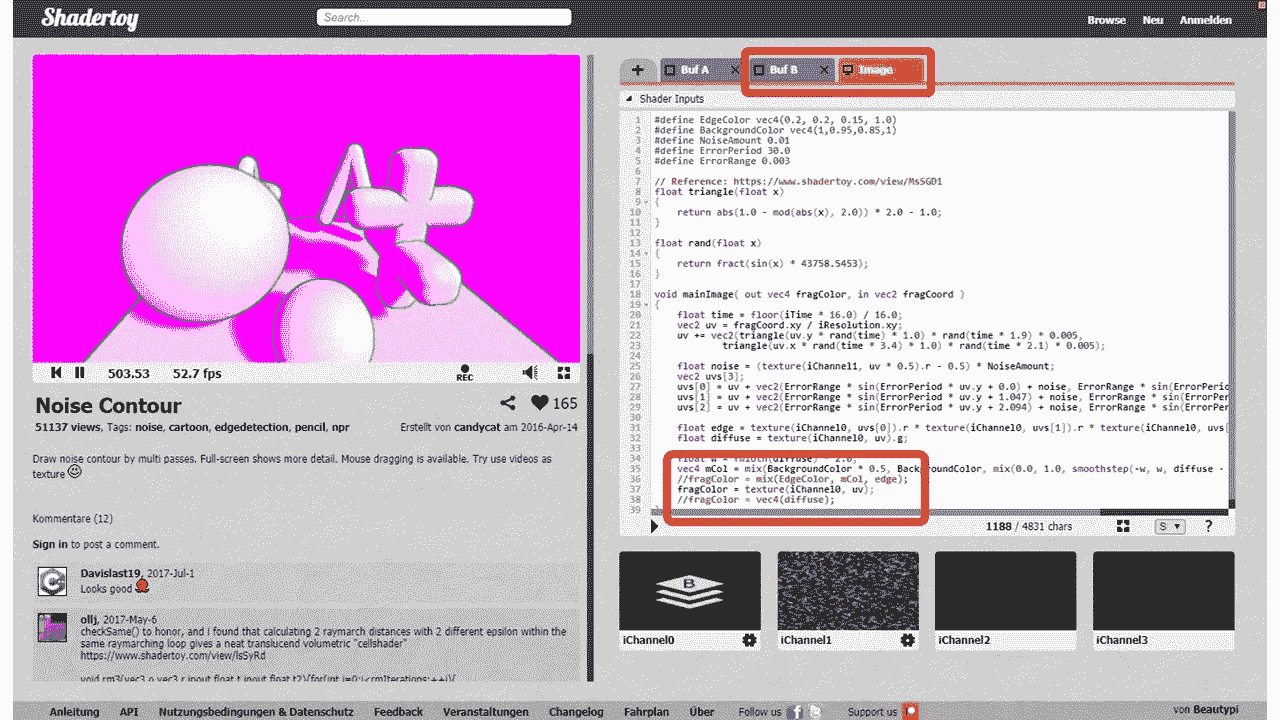 Shadertoy
Search...
Browse Neu Anmelden
503.53 52.7 fps
REC
Noise Contour
165
51137 views, Tags: noise, cartoon, edgedetection, pencil, npr
Erstellt von candycat am 2016-Apr-14
Draw noise contour by multi passes. Full-screen shows more detail. Mouse dragging is available. Try use videos as
texture
Kommentare (12)
Sign in to post a comment.
Davislast19, 2017-Jul-1
Looks good
ollj, 2017-May-6
checkSame() to honor, and i found that calculating 2 raymarch distances with 2 different epsilon within the
same raymarching loop gives a neat translucend volumetric "cellshader"
https://www.shadertoy.com/view/lsSyRd
void rm3(vec3 o,vec3 r,inout float t,inout float t2){for(int i=0;i<rmIterations;++i){
+ Buf A × Buf B × Image
Shader Inputs
1 #define EdgeColor vec4(0.2, 0.2, 0.15, 1.0)
2 #define BackgroundColor vec4(1,0.95,0.85,1)
3 #define NoiseAmount 0.01
4 #define ErrorPeriod 30.0
5 #define ErrorRange 0.003
6
7 // Reference: https://www.shadertoy.com/view/MsSGD1
8 float triangle(float x)
9 {
10 return abs(1.0 - mod(abs(x), 2.0)) * 2.0 - 1.0;
11 }
12
13 float rand(float x)
14 {
15 return fract(sin(x) * 43758.5453);
16 }
17
18 void mainImage( out vec4 fragColor, in vec2 fragCoord )
19 {
20 float time = floor(iTime * 16.0) / 16.0;
21 vec2 uv = fragCoord.xy / iResolution.xy;
22 uv += vec2(triangle(uv.y * rand(time) * 1.0) * rand(time * 1.9) * 0.005,
23 triangle(uv.x * rand(time * 3.4) * 1.0) * rand(time * 2.1) * 0.005);
24
25 float noise = (texture(iChannel1, uv * 0.5).r - 0.5) * NoiseAmount;
26 vec2 uvs[3];
27 uvs[0] = uv + vec2(ErrorRange * sin(ErrorPeriod * uv.y + 0.0) + noise, ErrorRange * sin(ErrorPerio
28 uvs[1] = uv + vec2(ErrorRange * sin(ErrorPeriod * uv.y + 1.047) + noise, ErrorRange * sin(ErrorPer
29 uvs[2] = uv + vec2(ErrorRange * sin(ErrorPeriod * uv.y + 2.094) + noise, ErrorRange * sin(ErrorPer
30
31 float edge = texture(iChannel0, uvs[0]).r * texture(iChannel0, uvs[1]).r * texture(iChannel0, uvs
32 float diffuse = texture(iChannel0, uv).g;
33
34 float w = fwidth(diffuse) * 2.0;
35 vec4 mCol = mix(BackgroundColor * 0.5, BackgroundColor, mix(0.0, 1.0, smoothstep(-w, w, diffuse -
36 //fragColor = mix(EdgeColor, mCol, edge);
37 fragColor = texture(iChannel0, uv);
38 //fragColor = vec4(diffuse);
39
1188 / 4831 chars
S
?
B
iChannel0 iChannel1 iChannel2 iChannel3
Anleitung API Nutzungsbedingungen & Datenschutz Feedback Veranstaltungen Changelog Fahrplan Über Follow us Support us
von Beautypi